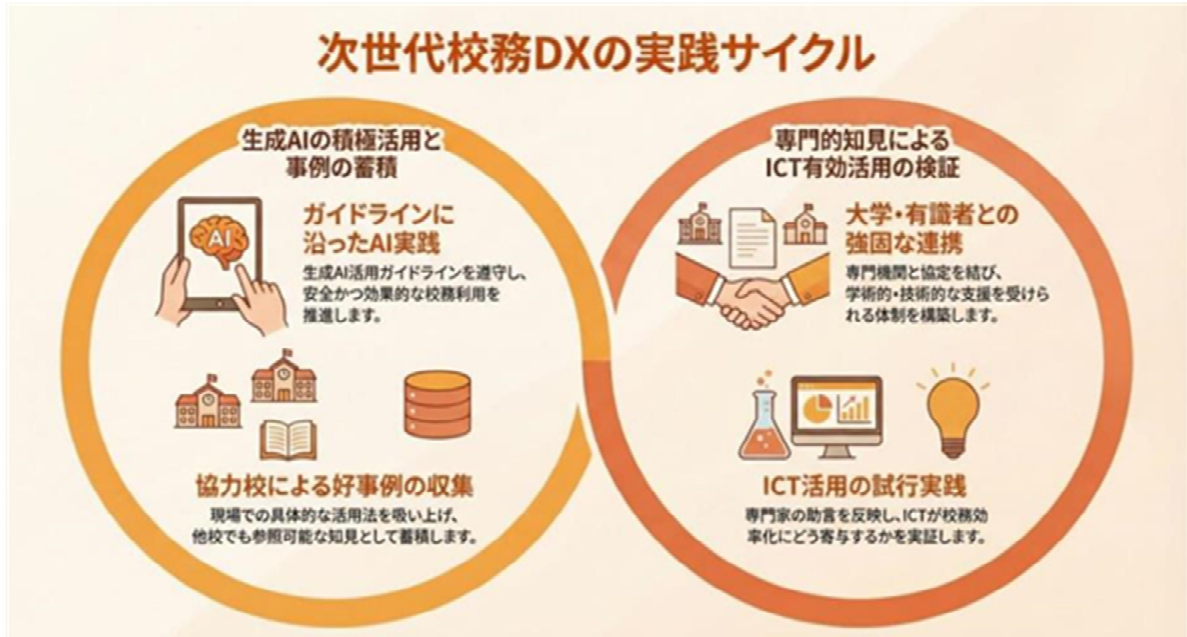 次世代校務DXの実践サイクル
生成AIの積極活用と
事例の蓄積
AI
ガイドラインに
沿ったAI実践
生成AI活用ガイドラインを遵守し、
安全かつ効果的な校務利用を
推進します。
協力校による好事例の収集
現場での具体的な活用法を吸い上げ、
他校でも参照可能な知見として蓄積します。
専門的知見による
ICT有効活用の検証
大学・有識者との
強固な連携
専門機関と協定を結び、
学術的・技術的な支援を受けら
れる体制を構築します。
ICT活用の試行実践
専門家の助言を反映し、ICTが校務効
率化にどう寄与するかを実証します。